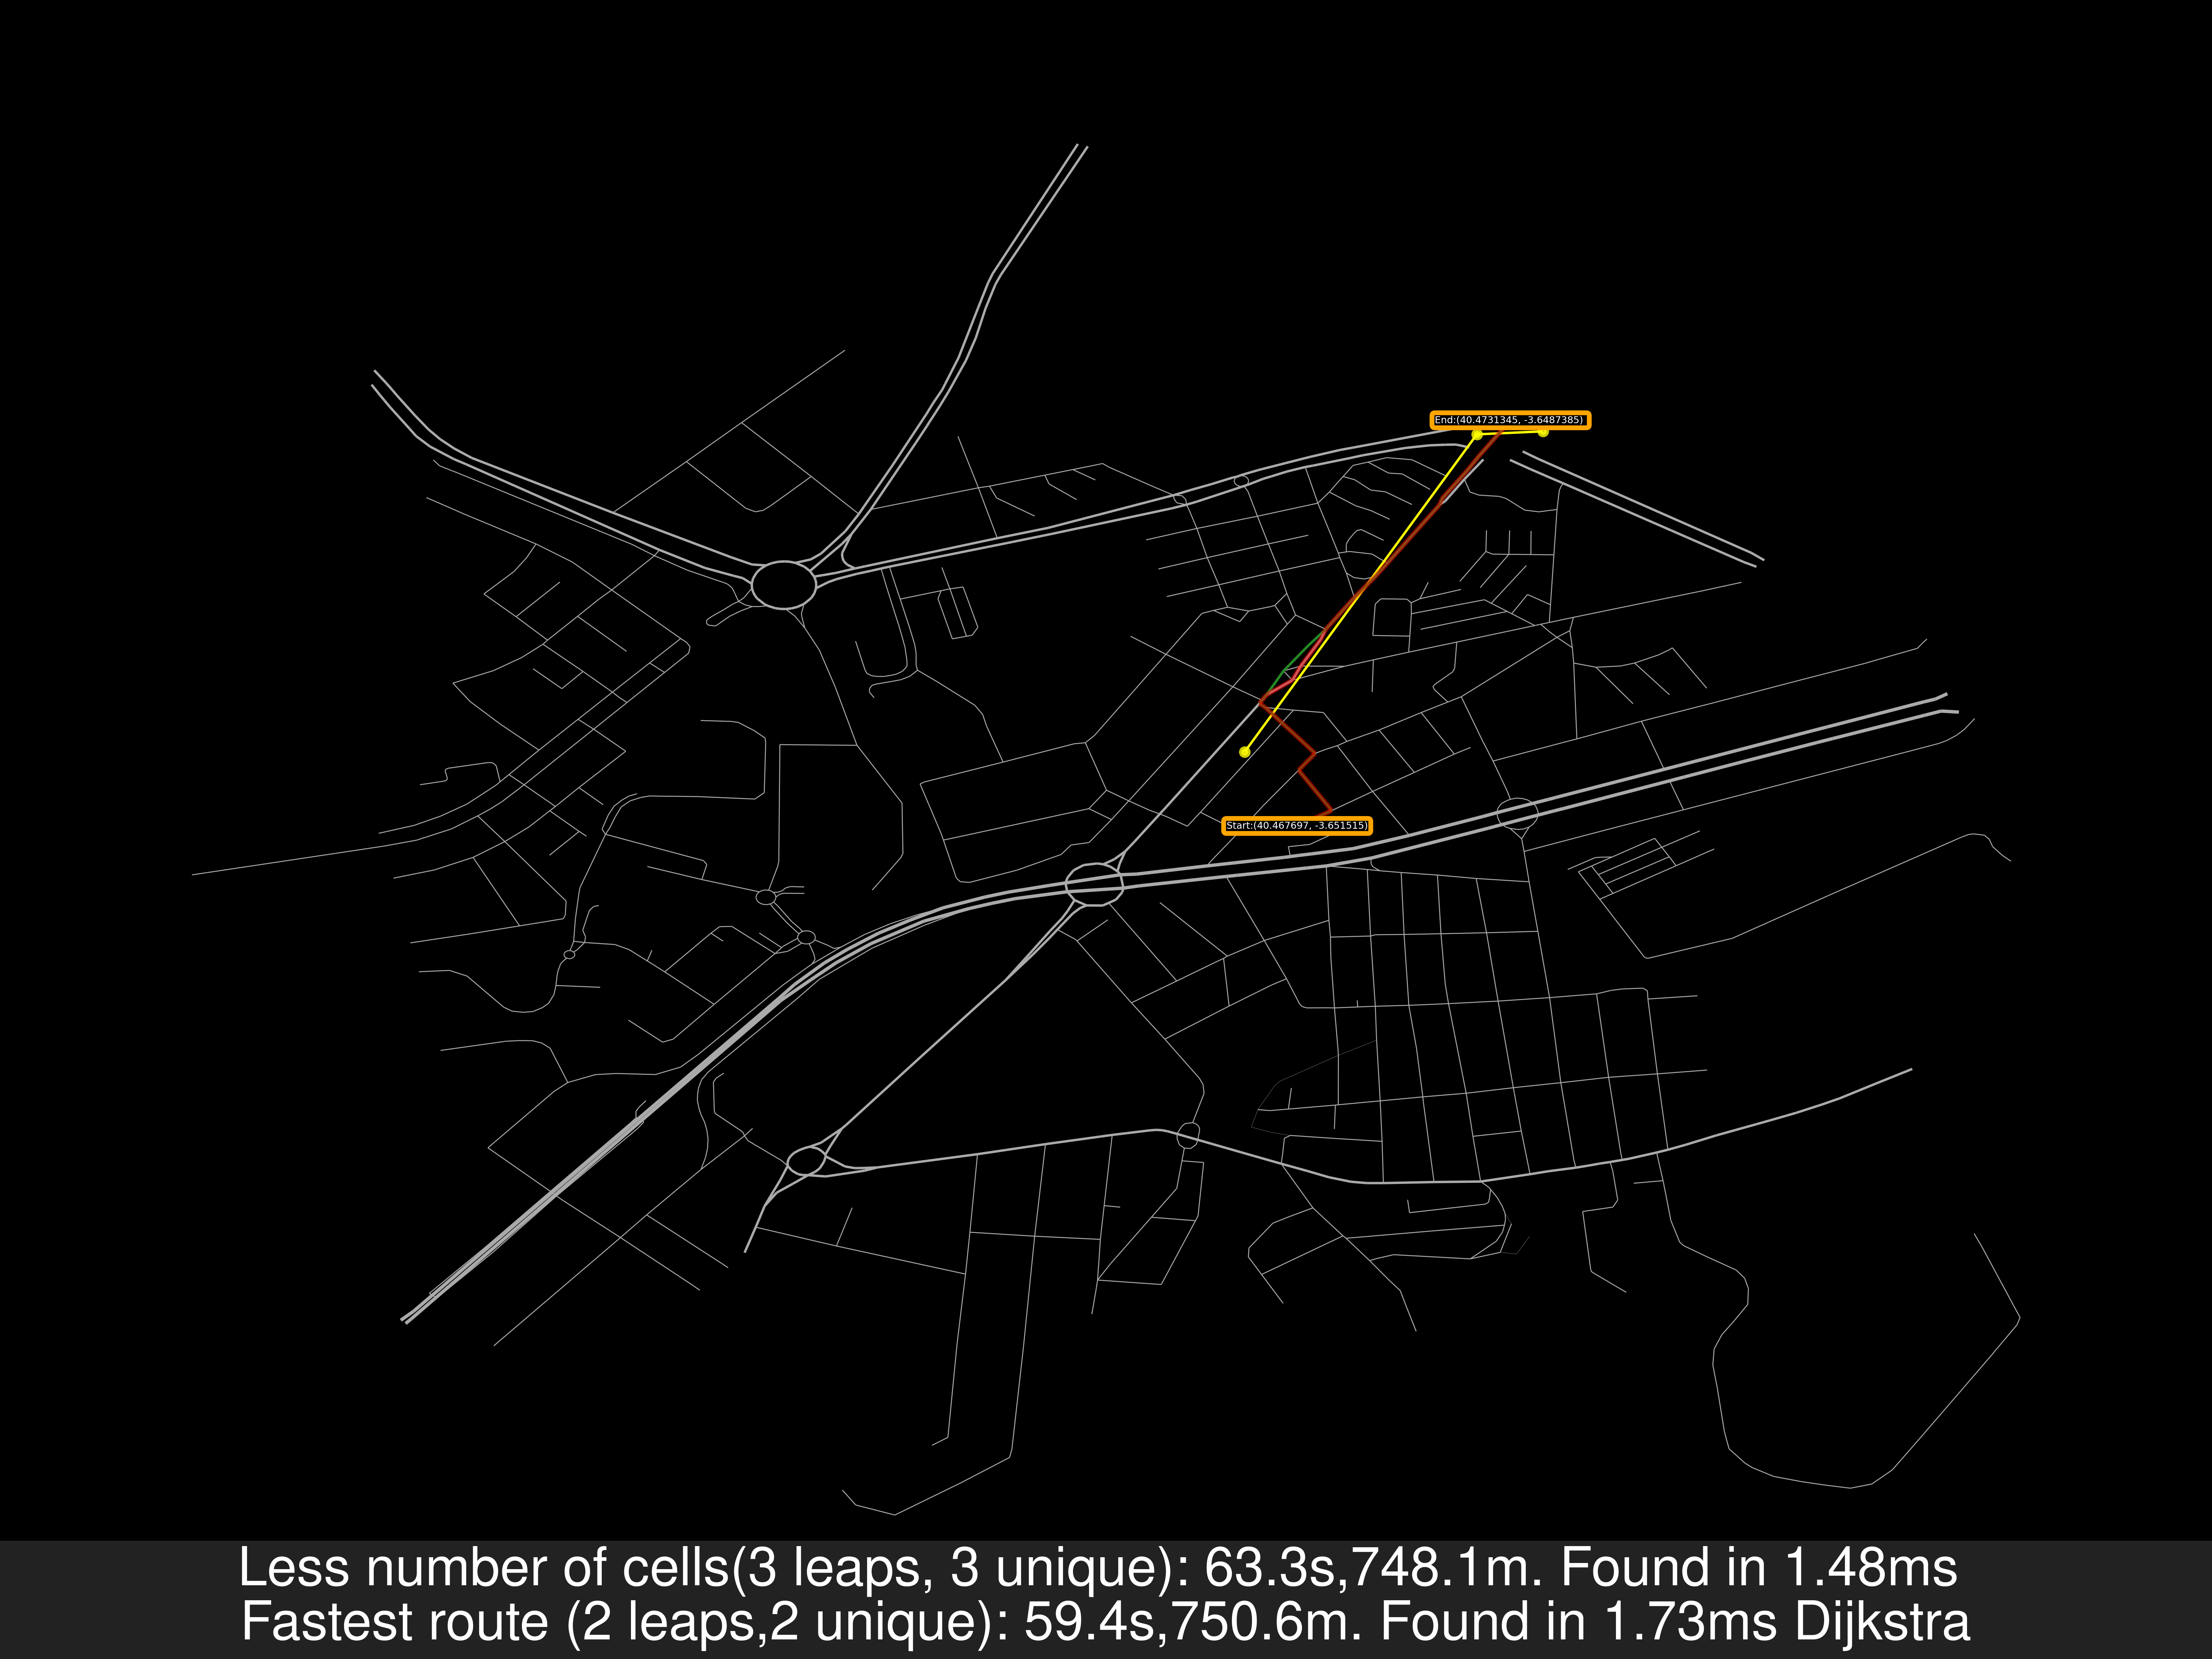 End:(40.4731345, -3.6487385)
Start:(40.467697, -3.651515)
Less number of cells(3 leaps, 3 unique): 63.3s,748.1m. Found in 1.48ms
Fastest route (2 leaps,2 unique): 59.4s,750.6m. Found in 1.73ms Dijkstra